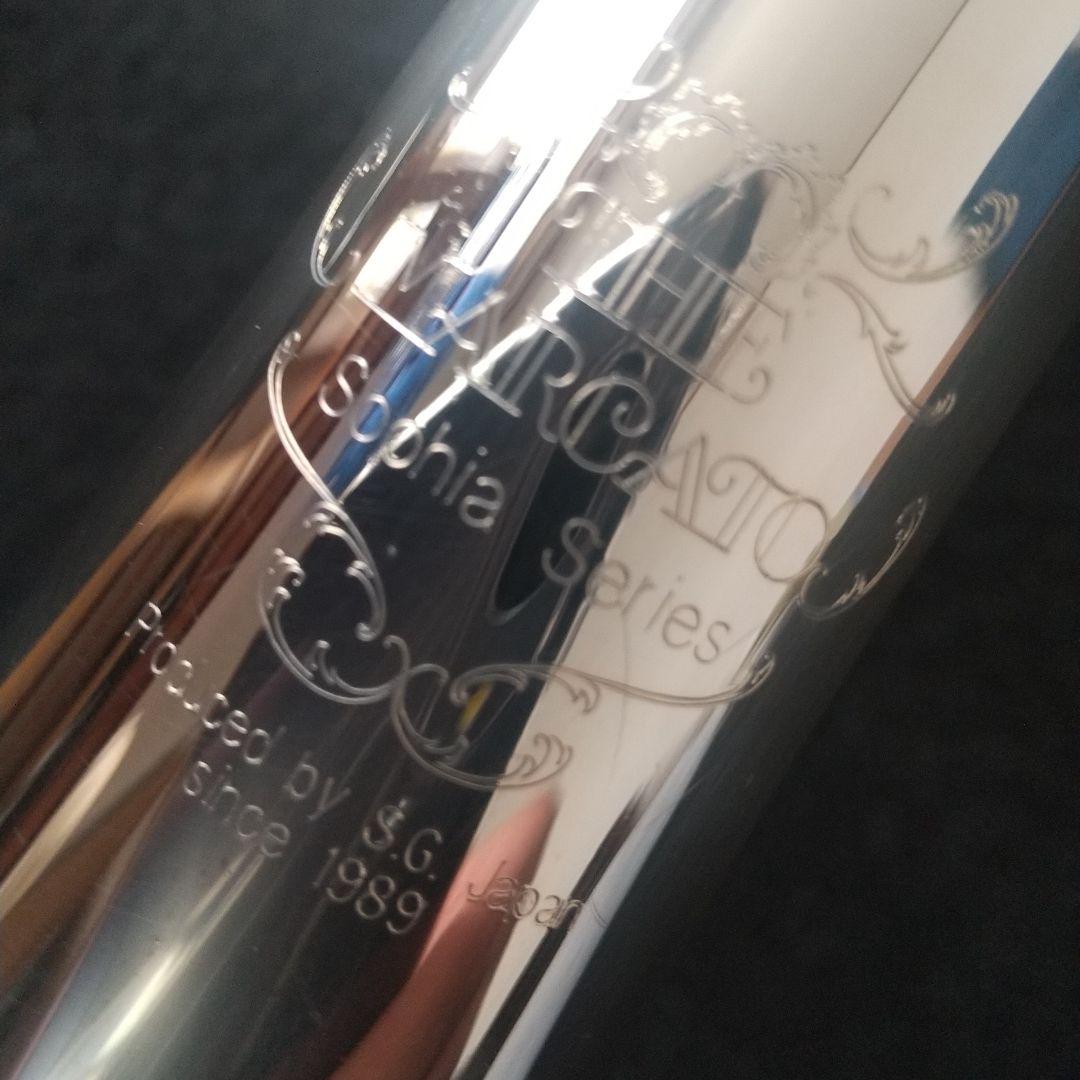 THE
MARCATO
Sophia Series
Produced by S.G. Japan
since 1989